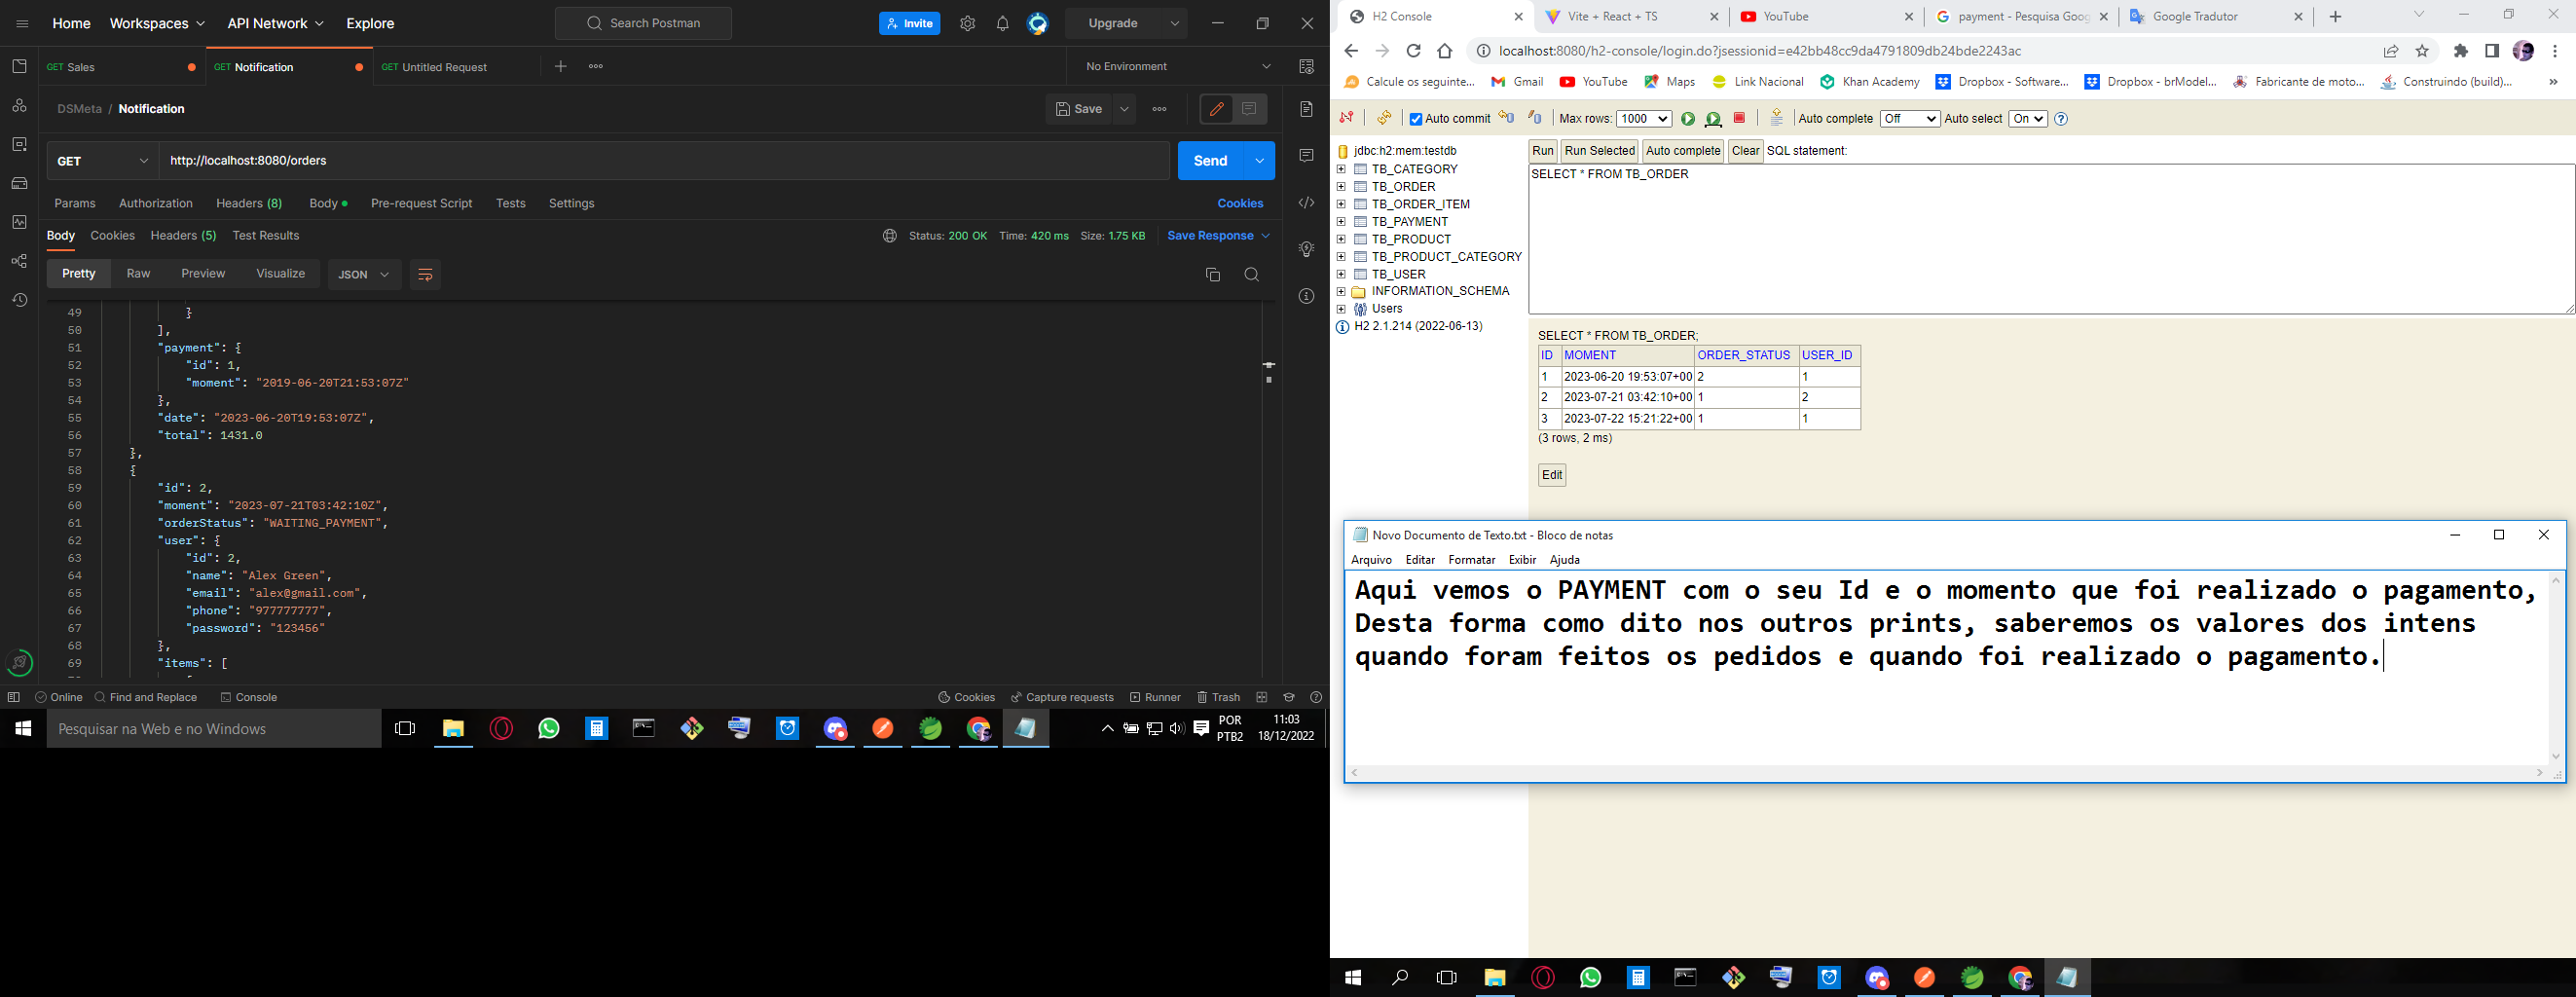 Home Workspaces API Network Explore Search Postman Invite Upgrade
GET Sales GET Notification GET Untitled Request No Environment
DSMeta / Notification Save
GET http://localhost:8080/orders Send
Params Authorization Headers (8) Body Pre-request Script Tests Settings Cookies
Body Cookies Headers (5) Test Results Status: 200 OK Time: 420 ms Size: 1.75 KB Save Response
Pretty Raw Preview Visualize JSON
49 }
50 ],
51 "payment": {
52 "id": 1,
53 "moment": "2019-06-20T21:53:07Z"
54 },
55 "date": "2023-06-20T19:53:07Z",
56 "total": 1431.0
57 },
58 {
59 "id": 2,
60 "moment": "2023-07-21T03:42:10Z",
61 "orderStatus": "WAITING_PAYMENT",
62 "user": {
63 "id": 2,
64 "name": "Alex Green",
65 "email": "alex@gmail.com",
66 "phone": "977777777",
67 "password": "123456"
68 },
69 "items": [
Online Find and Replace Console Cookies Capture requests Runner Trash
Pesquisar na Web e no Windows
POR
PTB2
11:03
18/12/2022
H2 Console Vite + React + TS YouTube payment - Pesquisa Goog Google Tradutor
localhost:8080/h2-console/login.do?jsessionid=e42bb48cc9da4791809db24bde2243ac
Calcule os seguinte... Gmail YouTube Maps Link Nacional Khan Academy Dropbox - Software... Dropbox - brModel... Fabricante de moto... Construindo (build)... »
Auto commit Max rows: 1000 Auto complete Off Auto select On
jdbc:h2:mem:testdb
TB_CATEGORY
TB_ORDER
TB_ORDER_ITEM
TB_PAYMENT
TB_PRODUCT
TB_PRODUCT_CATEGORY
TB_USER
INFORMATION_SCHEMA
Users
H2 2.1.214 (2022-06-13)
Run Run Selected Auto complete Clear SQL statement:
SELECT * FROM TB_ORDER
SELECT * FROM TB_ORDER;
ID MOMENT ORDER_STATUS USER_ID
1 2023-06-20 19:53:07+00 2 1
2 2023-07-21 03:42:10+00 1 2
3 2023-07-22 15:21:22+00 1 1
(3 rows, 2 ms)
Edit
Novo Documento de Texto.txt - Bloco de notas
Arquivo Editar Formatar Exibir Ajuda
Aqui vemos o PAYMENT com o seu Id e o momento que foi realizado o pagamento,
Desta forma como dito nos outros prints, saberemos os valores dos intens
quando foram feitos os pedidos e quando foi realizado o pagamento.